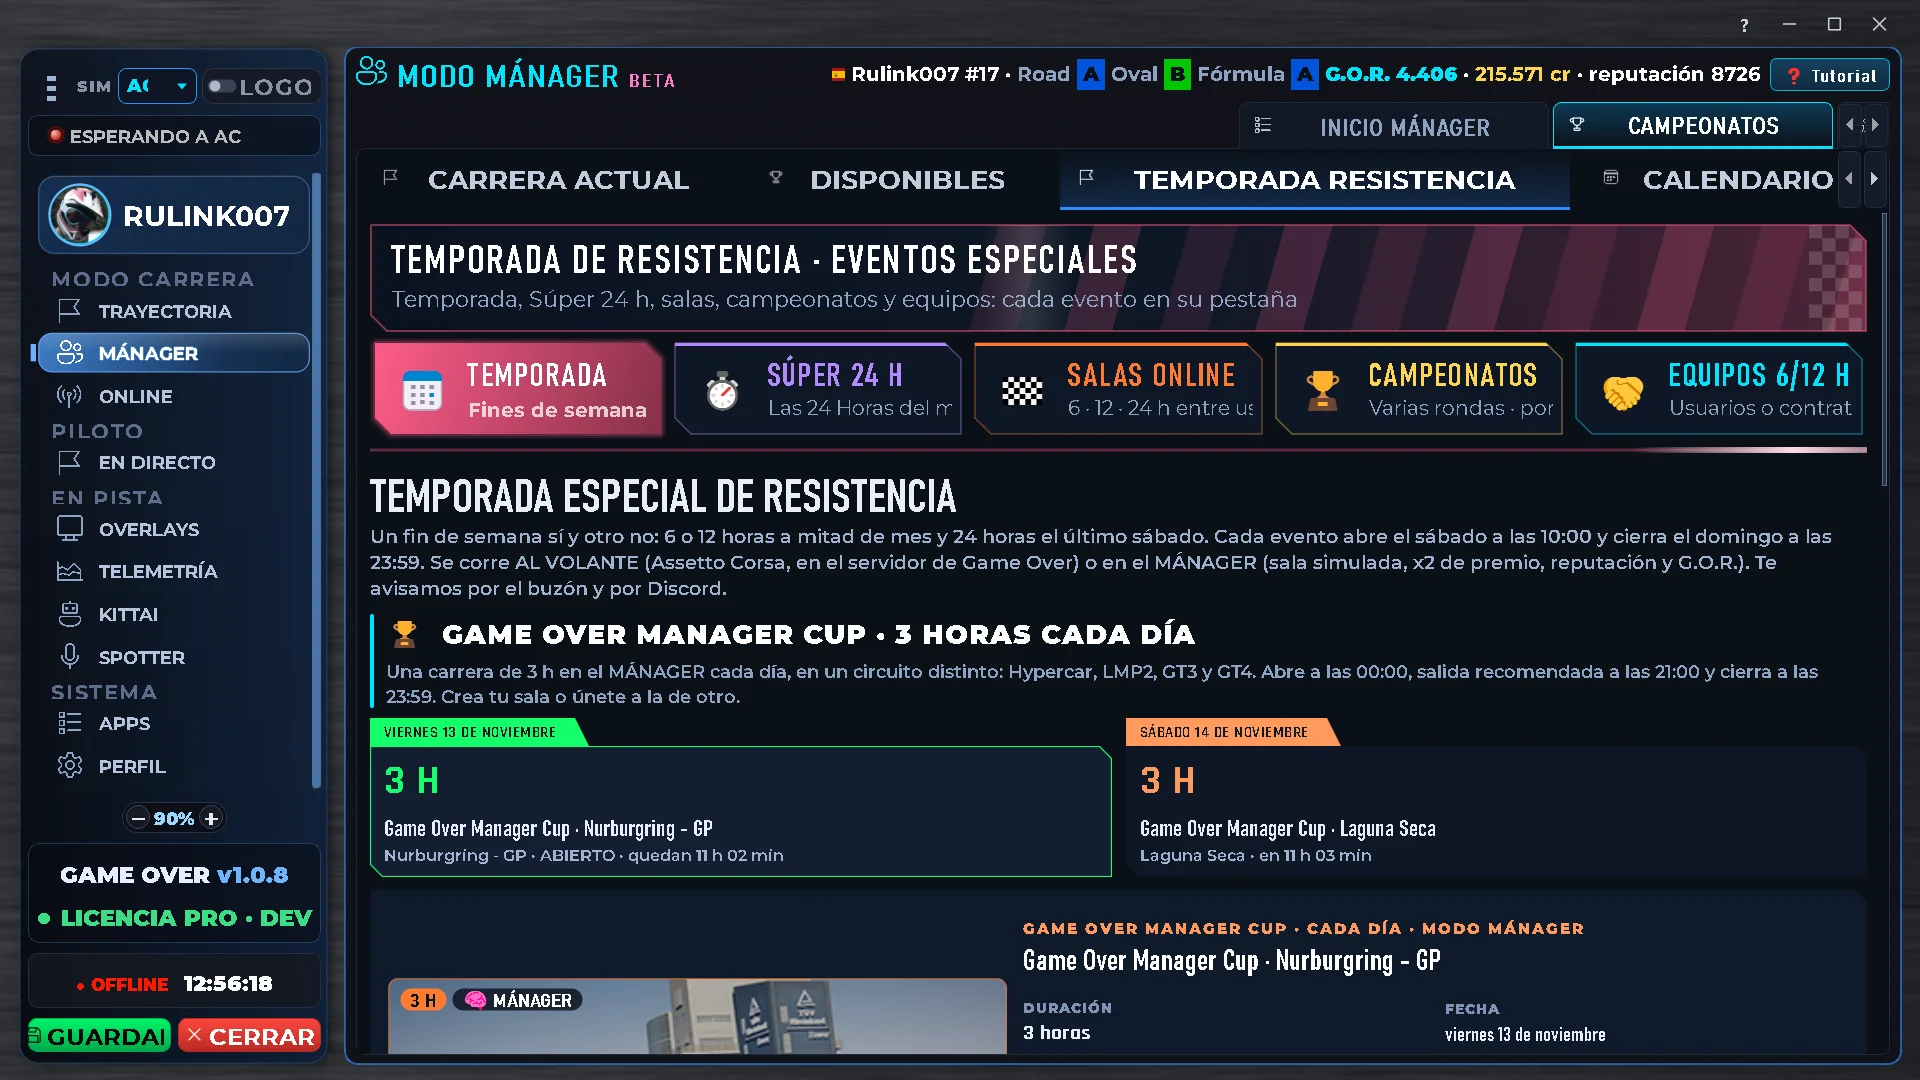 ?
SIM
AC
LOGO
ESPERANDO A AC
RULINK007
MODO CARRERA
TRAYECTORIA
MÁNAGER
ONLINE
PILOTO
EN DIRECTO
EN PISTA
OVERLAYS
TELEMETRÍA
KITTAI
SPOTTER
SISTEMA
APPS
PERFIL
− 90% +
GAME OVER v1.0.8
● LICENCIA PRO · DEV
● OFFLINE 12:56:18
GUARDAI
× CERRAR
MODO MÁNAGER BETA
Rulink007 #17 · Road A Oval B Fórmula A G.O.R. 4.406 · 215.571 cr · reputación 8726
? Tutorial
INICIO MÁNAGER
CAMPEONATOS
CARRERA ACTUAL
DISPONIBLES
TEMPORADA RESISTENCIA
CALENDARIO
TEMPORADA DE RESISTENCIA · EVENTOS ESPECIALES
Temporada, Súper 24 h, salas, campeonatos y equipos: cada evento en su pestaña
TEMPORADA
Fines de semana
SÚPER 24 H
Las 24 Horas del m
SALAS ONLINE
6 · 12 · 24 h entre us
CAMPEONATOS
Varias rondas · por
EQUIPOS 6/12 H
Usuarios o contrat
TEMPORADA ESPECIAL DE RESISTENCIA
Un fin de semana sí y otro no: 6 o 12 horas a mitad de mes y 24 horas el último sábado. Cada evento abre el sábado a las 10:00 y cierra el domingo a las
23:59. Se corre AL VOLANTE (Assetto Corsa, en el servidor de Game Over) o en el MÁNAGER (sala simulada, x2 de premio, reputación y G.O.R.). Te
avisamos por el buzón y por Discord.
GAME OVER MANAGER CUP · 3 HORAS CADA DÍA
Una carrera de 3 h en el MÁNAGER cada día, en un circuito distinto: Hypercar, LMP2, GT3 y GT4. Abre a las 00:00, salida recomendada a las 21:00 y cierra a las
23:59. Crea tu sala o únete a la de otro.
VIERNES 13 DE NOVIEMBRE
3 H
Game Over Manager Cup · Nurburgring - GP
Nurburgring - GP · ABIERTO · quedan 11 h 02 min
SÁBADO 14 DE NOVIEMBRE
3 H
Game Over Manager Cup · Laguna Seca
Laguna Seca · en 11 h 03 min
3 H
MÁNAGER
GAME OVER MANAGER CUP · CADA DÍA · MODO MÁNAGER
Game Over Manager Cup · Nurburgring - GP
DURACIÓN
3 horas
FECHA
viernes 13 de noviembre